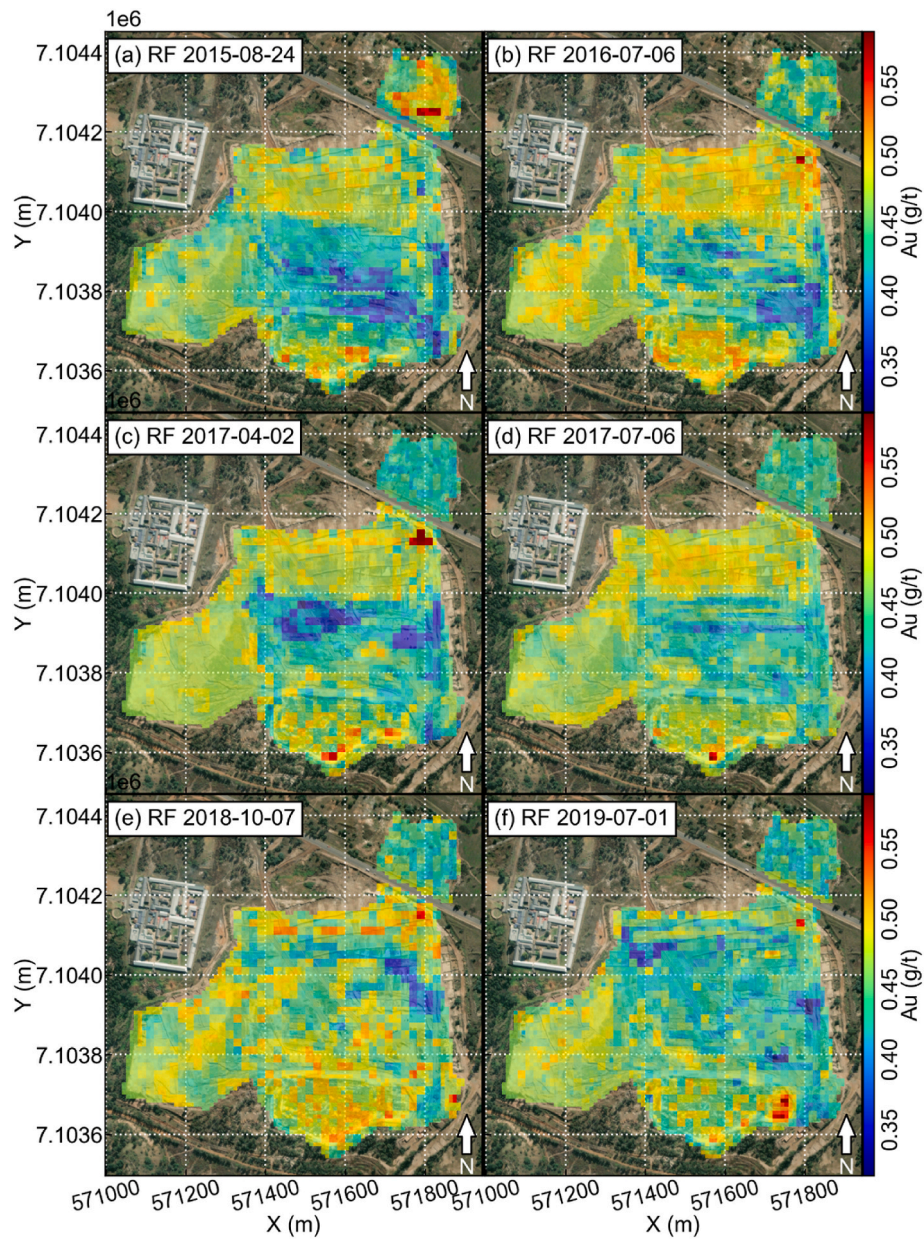 1e6
(a) RF 2015-08-24
(b) RF 2016-07-06
7.1044
7.1042
7.1040
7.1038
7.1036
Y (m)
N
N
0.55
0.50
0.45
0.40
0.35
Au (g/t)
1e6
(c) RF 2017-04-02
(d) RF 2017-07-06
7.1044
7.1042
7.1040
7.1038
7.1036
Y (m)
N
N
0.55
0.50
0.45
0.40
0.35
Au (g/t)
1e6
(e) RF 2018-10-07
(f) RF 2019-07-01
7.1044
7.1042
7.1040
7.1038
7.1036
Y (m)
N
N
0.55
0.50
0.45
0.40
0.35
Au (g/t)
571000 571200 571400 571600 571800 571000 571200 571400 571600 571800
X (m) X (m)